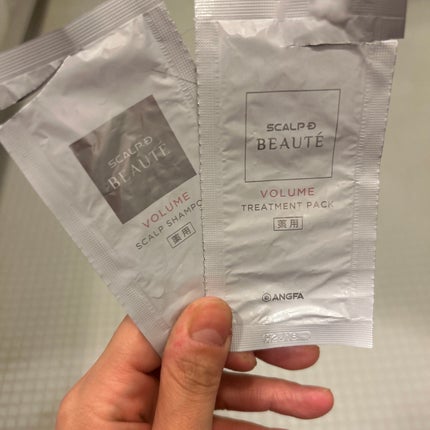 SCALP-D
BEAUTÉ
VOLUME
SCALP SHAMPO
薬用
SCALP-D
BEAUTÉ
VOLUME
TREATMENT PACK
薬用
ANGFA